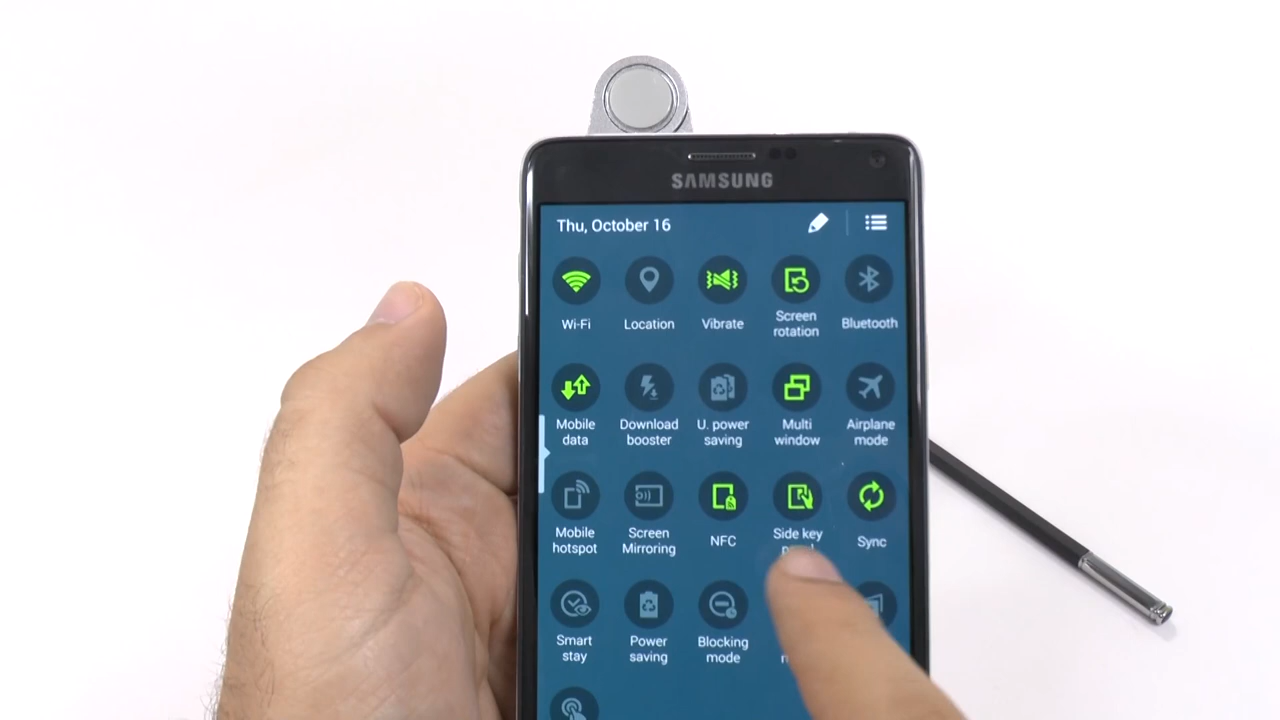 SAMSUNG
Thu, October 16
Wi-Fi
Location
Vibrate
Screen
rotation
Bluetooth
Mobile
data
Download
booster
U. power
saving
Multi
window
Airplane
mode
Mobile
hotspot
Screen
Mirroring
NFC
Side key
Sync
Smart
stay
Power
saving
Blocking
mode